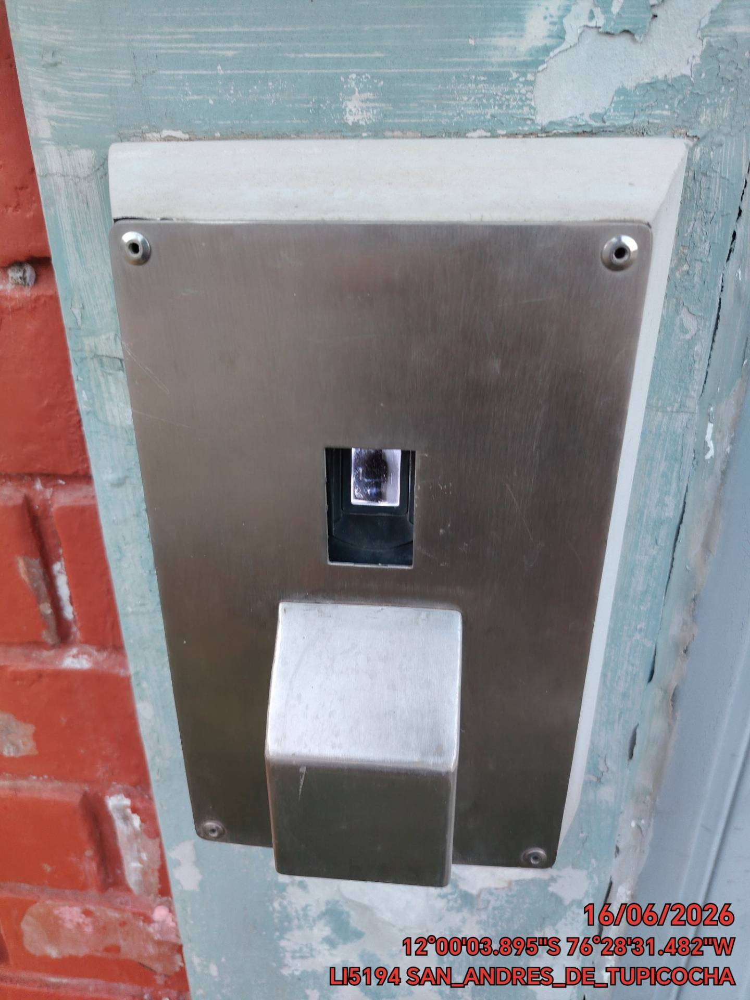 16/06/2026
12°00'03.895"S 76°28'31.482"W
LI5194 SAN_ANDRES_DE_TUPICOCHA